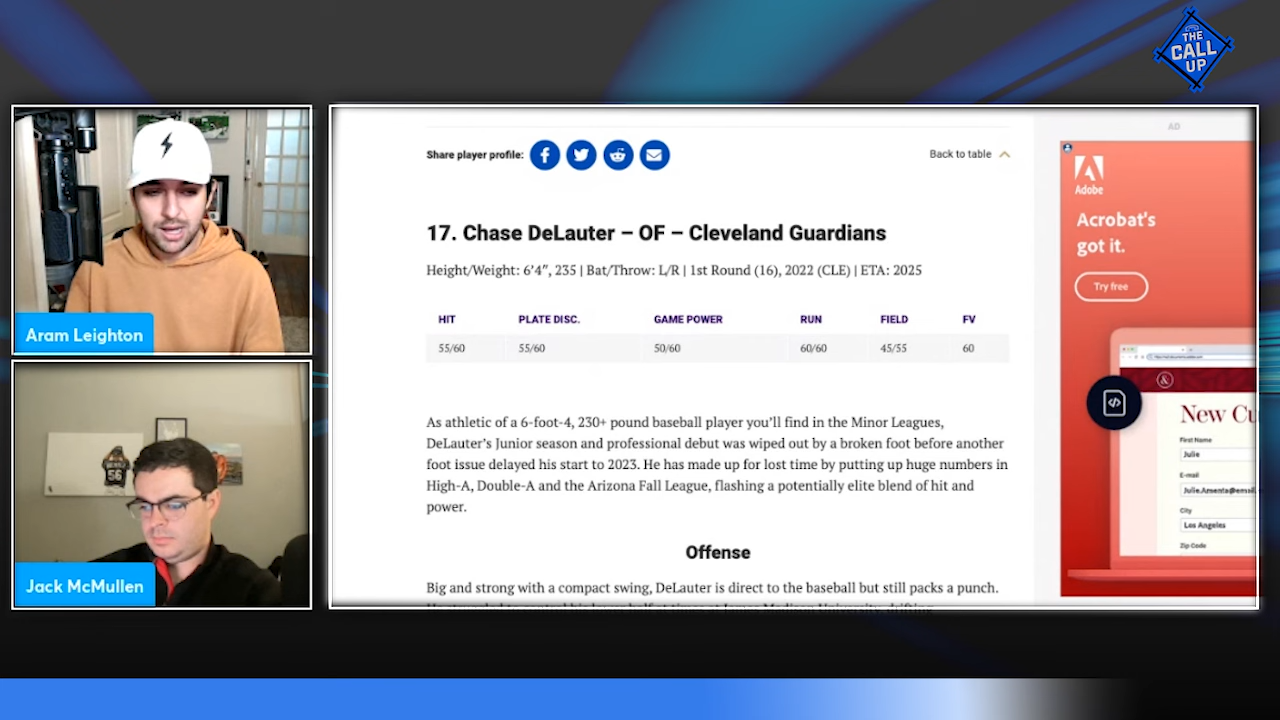 THE
CALL
UP
Share player profile:
Back to table
AD
17. Chase DeLauter – OF – Cleveland Guardians
Height/Weight: 6’4”, 235 | Bat/Throw: L/R | 1st Round (16), 2022 (CLE) | ETA: 2025
HIT PLATE DISC. GAME POWER RUN FIELD FV
55/60 55/60 50/60 60/60 45/55 60
As athletic of a 6-foot-4, 230+ pound baseball player you’ll find in the Minor Leagues,
DeLauter’s Junior season and professional debut was wiped out by a broken foot before another
foot issue delayed his start to 2023. He has made up for lost time by putting up huge numbers in
High-A, Double-A and the Arizona Fall League, flashing a potentially elite blend of hit and
power.
Offense
Big and strong with a compact swing, DeLauter is direct to the baseball but still packs a punch.
Adobe
Acrobat's
got it.
Try free
New Cu
First Name
Julie
E-mail
Julie.Arsenta@email
City
Los Angeles
Zip Code
Aram Leighton
56
Jack McMullen